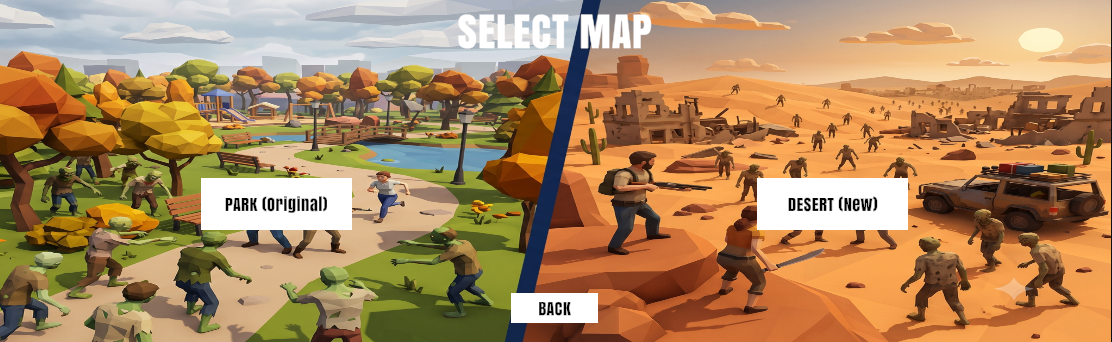 SELECT MAP
PARK (Original)
DESERT (New)
BACK